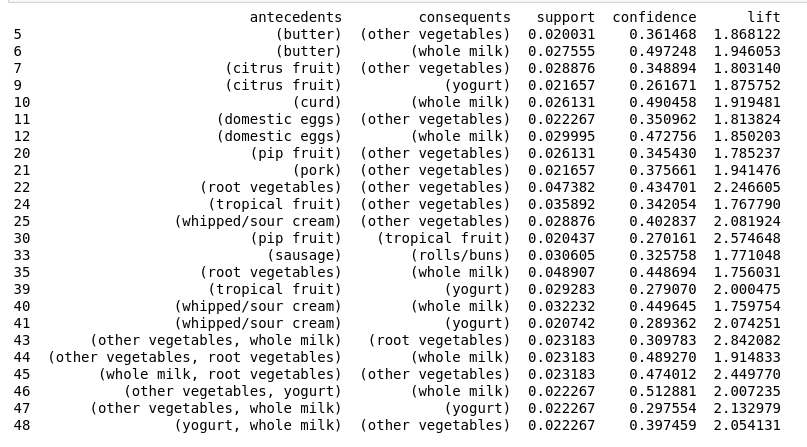 antecedents consequents support confidence lift
5 (butter) (other vegetables) 0.020031 0.361468 1.868122
6 (butter) (whole milk) 0.027555 0.497248 1.946053
7 (citrus fruit) (other vegetables) 0.028876 0.348894 1.803140
9 (citrus fruit) (yogurt) 0.021657 0.261671 1.875752
10 (curd) (whole milk) 0.026131 0.490458 1.919481
11 (domestic eggs) (other vegetables) 0.022267 0.350962 1.813824
12 (domestic eggs) (whole milk) 0.029995 0.472756 1.850203
20 (pip fruit) (other vegetables) 0.026131 0.345430 1.785237
21 (pork) (other vegetables) 0.021657 0.375661 1.941476
22 (root vegetables) (other vegetables) 0.047382 0.434701 2.246605
24 (tropical fruit) (other vegetables) 0.035892 0.342054 1.767790
25 (whipped/sour cream) (other vegetables) 0.028876 0.402837 2.081924
30 (pip fruit) (tropical fruit) 0.020437 0.270161 2.574648
33 (sausage) (rolls/buns) 0.030605 0.325758 1.771048
35 (root vegetables) (whole milk) 0.048907 0.448694 1.756031
39 (tropical fruit) (yogurt) 0.029283 0.279070 2.000475
40 (whipped/sour cream) (whole milk) 0.032232 0.449645 1.759754
41 (whipped/sour cream) (yogurt) 0.020742 0.289362 2.074251
43 (other vegetables, whole milk) (root vegetables) 0.023183 0.309783 2.842082
44 (other vegetables, root vegetables) (whole milk) 0.023183 0.489270 1.914833
45 (whole milk, root vegetables) (other vegetables) 0.023183 0.474012 2.449770
46 (other vegetables, yogurt) (whole milk) 0.022267 0.512881 2.007235
47 (other vegetables, whole milk) (yogurt) 0.022267 0.297554 2.132979
48 (yogurt, whole milk) (other vegetables) 0.022267 0.397459 2.054131